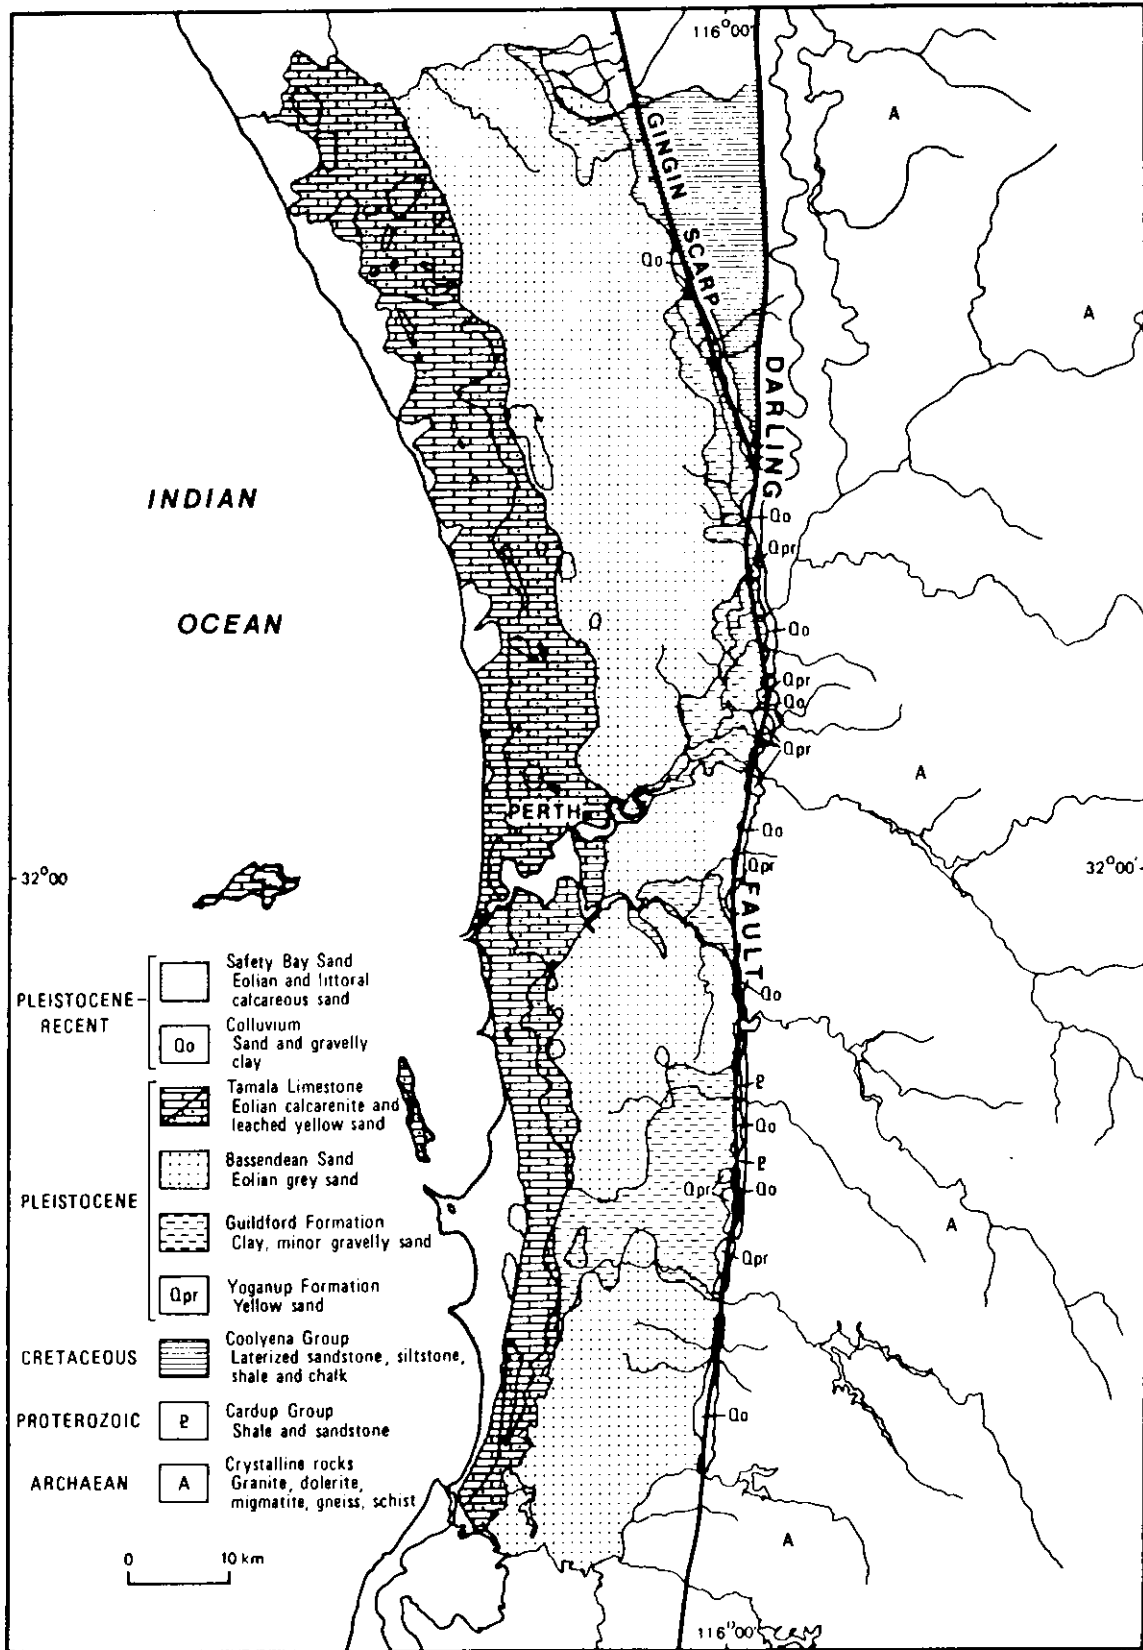 116°00'
A
GINGIN SCARP
Qo
A
DARLING FAULT
INDIAN
OCEAN
Qo
Qpr
Qo
Qpr
Qo
Qpr
A
PERTH
Qo
32°00'
Qpr
32°00'
Qo
P
Qo
P
Qpr
Qo
A
Qpr
Qo
A
PLEISTOCENE-
RECENT
Safety Bay Sand
Eolian and littoral
calcareous sand
Qo
Colluvium
Sand and gravelly
clay
PLEISTOCENE
Tamala Limestone
Eolian calcarenite and
leached yellow sand
Bassendean Sand
Eolian grey sand
Guildford Formation
Clay, minor gravelly sand
Qpr
Yoganup Formation
Yellow sand
CRETACEOUS
Coolyena Group
Laterized sandstone, siltstone,
shale and chalk
PROTEROZOIC
P
Cardup Group
Shale and sandstone
ARCHAEAN
A
Crystalline rocks
Granite, dolerite,
migmatite, gneiss, schist
0 10 km
116°00'